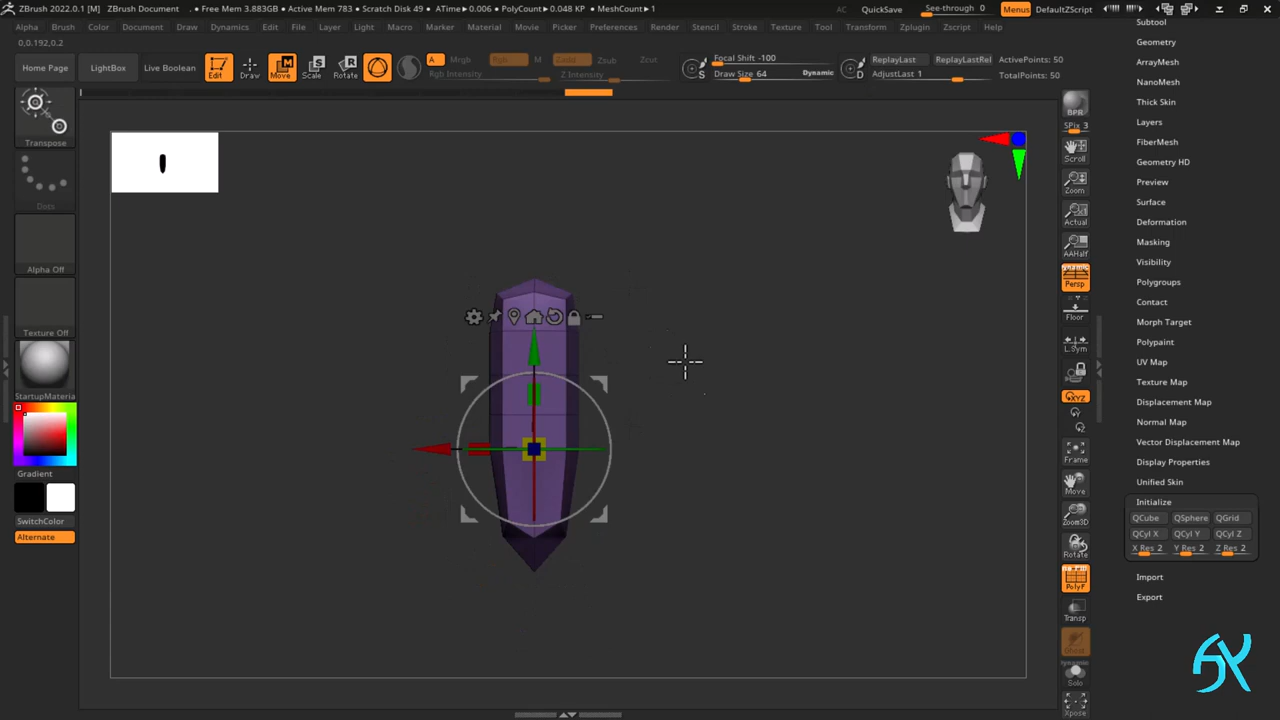 ZBrush 2022.0.1 [M] ZBrush Document . • Free Mem 3.883GB • Active Mem 783 • Scratch Disk 49 • ATime▸0.006 • PolyCount▸0.048 KP • MeshCount▸1 AC QuickSave See-through 0 Menus DefaultZScript
Alpha Brush Color Document Draw Dynamics Edit File Layer Light Macro Marker Material Movie Picker Preferences Render Stencil Stroke Texture Tool Transform Zplugin Zscript Help
0,0.192,0.2
Home Page LightBox Live Boolean Edit Draw Move Scale Rotate
A Mrgb Rgb M Zadd Zsub Zcut
Rgb Intensity Z Intensity
S Focal Shift -100
Draw Size 64 Dynamic
D ReplayLast ReplayLastRel
AdjustLast 1
ActivePoints: 50
TotalPoints: 50
Transpose
Dots
Alpha Off
Texture Off
StartupMateria
Gradient
SwitchColor
Alternate
BPR
SPix 3
Scroll
Zoom
Actual
AAHalf
Dynamic
Persp
Floor
L.Sym
XYZ
Y
Z
Frame
Move
Zoom3D
Rotate
PolyF
Transp
Ghost
Dynamic
Solo
Xpose
Subtool
Geometry
ArrayMesh
NanoMesh
Thick Skin
Layers
FiberMesh
Geometry HD
Preview
Surface
Deformation
Masking
Visibility
Polygroups
Contact
Morph Target
Polypaint
UV Map
Texture Map
Displacement Map
Normal Map
Vector Displacement Map
Display Properties
Unified Skin
Initialize
QCube QSphere QGrid
QCyl X QCyl Y QCyl Z
X Res 2 Y Res 2 Z Res 2
Import
Export